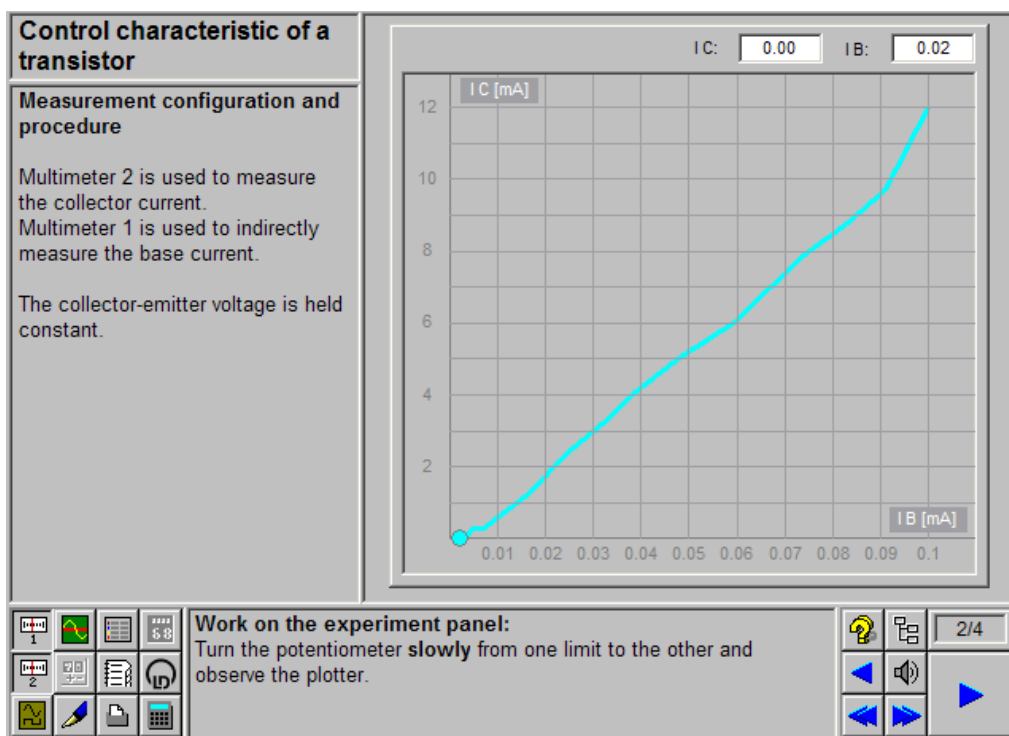 Control characteristic of a
transistor
Measurement configuration and
procedure
Multimeter 2 is used to measure
the collector current.
Multimeter 1 is used to indirectly
measure the base current.
The collector-emitter voltage is held
constant.
I C: 0.00 I B: 0.02
I C [mA]
12
10
8
6
4
2
I B [mA]
0.01 0.02 0.03 0.04 0.05 0.06 0.07 0.08 0.09 0.1
1
2
Work on the experiment panel:
Turn the potentiometer slowly from one limit to the other and
observe the plotter.
2/4